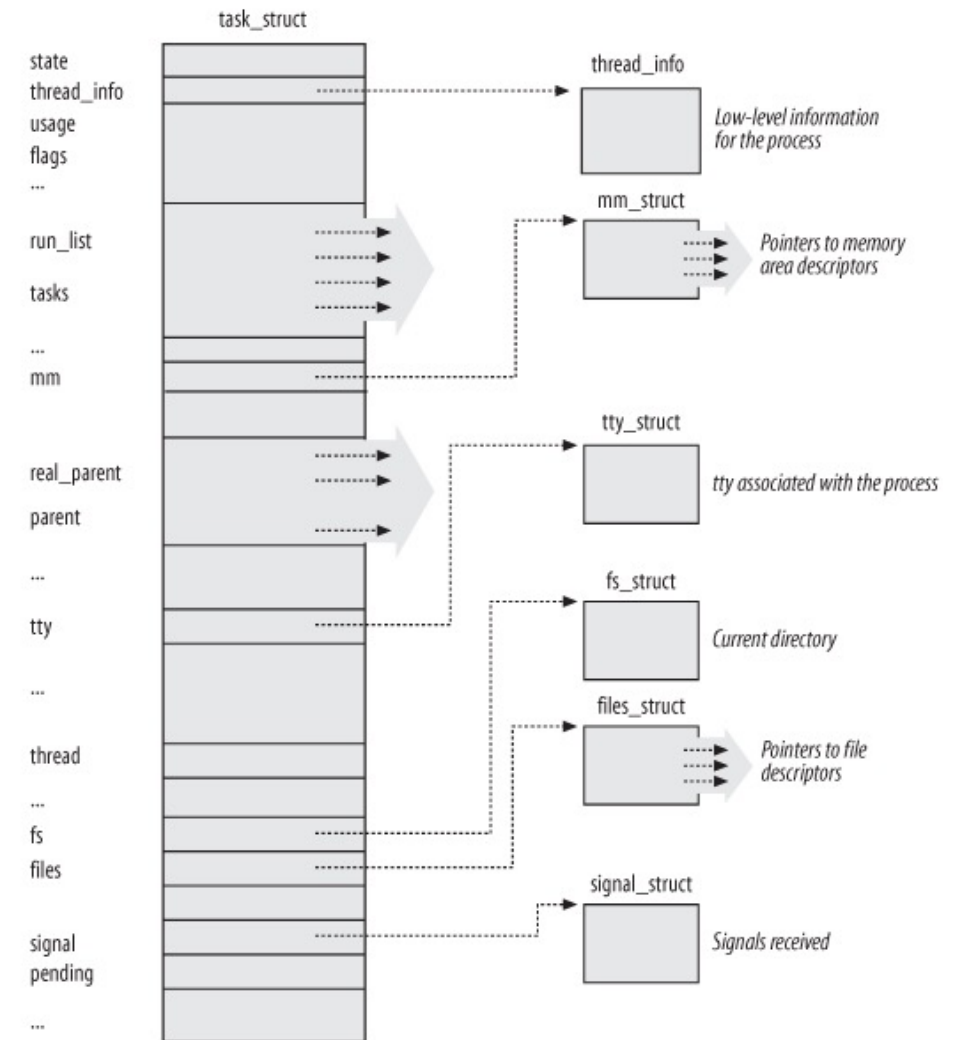 task_struct
state
thread_info
thread_info
usage
Low-level information
for the process
flags
...
mm_struct
run_list
Pointers to memory
area descriptors
tasks
...
mm
tty_struct
real_parent
tty associated with the process
parent
...
fs_struct
tty
Current directory
...
files_struct
thread
Pointers to file
descriptors
...
fs
files
signal_struct
signal
Signals received
pending
...